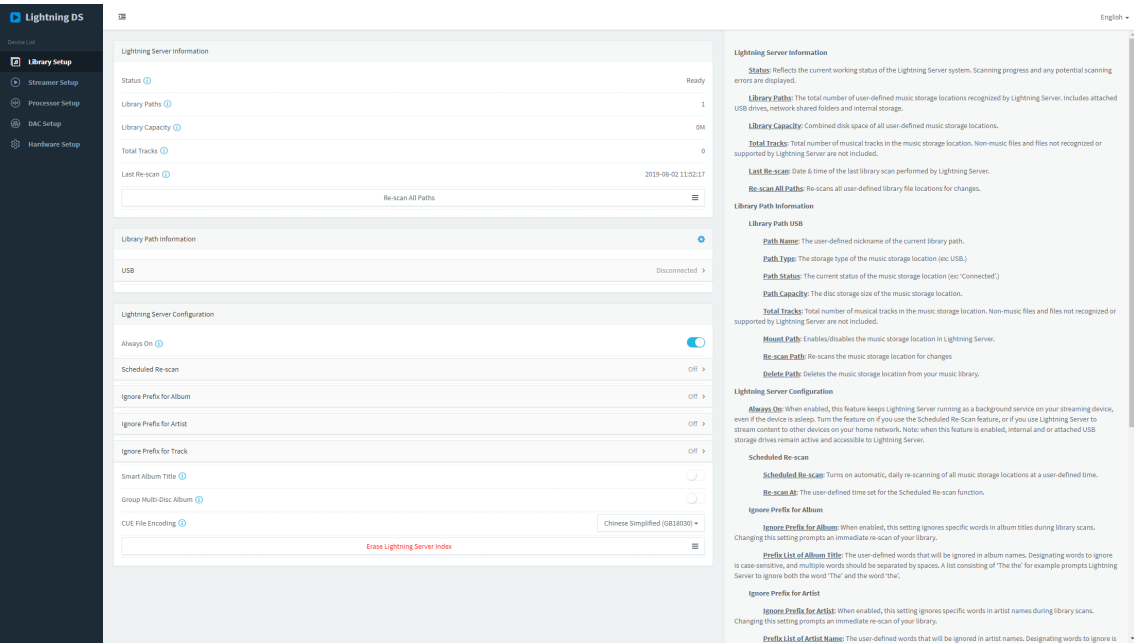 Lightning DS
English
Device List
Library Setup
Streamer Setup
Processor Setup
DAC Setup
Hardware Setup
Lightning Server Information
Status
Ready
Library Paths
1
Library Capacity
0M
Total Tracks
0
Last Re-scan
2019-08-02 11:52:17
Re-scan All Paths
Library Path Information
USB
Disconnected
Lightning Server Configuration
Always On
Scheduled Re-scan
Off
Ignore Prefix for Album
Off
Ignore Prefix for Artist
Off
Ignore Prefix for Track
Off
Smart Album Title
Group Multi-Disc Album
CUE File Encoding
Chinese Simplified (GB18030)
Erase Lightning Server Index
Lightning Server Information
Status: Reflects the current working status of the Lightning Server system. Scanning progress and any potential scanning
errors are displayed.
Library Paths: The total number of user-defined music storage locations recognized by Lightning Server. Includes attached
USB drives, network shared folders and internal storage.
Library Capacity: Combined disk space of all user-defined music storage locations.
Total Tracks: Total number of musical tracks in the music storage location. Non-music files and files not recognized or
supported by Lightning Server are not included.
Last Re-scan: Date & time of the last library scan performed by Lightning Server.
Re-scan All Paths: Re-scans all user-defined library file locations for changes.
Library Path Information
Library Path USB
Path Name: The user-defined nickname of the current library path.
Path Type: The storage type of the music storage location (ex: USB.)
Path Status: The current status of the music storage location (ex: 'Connected'.)
Path Capacity: The disc storage size of the music storage location.
Total Tracks: Total number of musical tracks in the music storage location. Non-music files and files not recognized or
supported by Lightning Server are not included.
Mount Path: Enables/disables the music storage location in Lightning Server.
Re-scan Path: Re-scans the music storage location for changes
Delete Path: Deletes the music storage location from your music library.
Lightning Server Configuration
Always On: When enabled, this feature keeps Lightning Server running as a background service on your streaming device,
even if the device is asleep. Turn the feature on if you use the Scheduled Re-Scan feature, or if you use Lightning Server to
stream content to other devices on your home network. Note: when this feature is enabled, internal and or attached USB
storage drives remain active and accessible to Lightning Server.
Scheduled Re-scan
Scheduled Re-scan: Turns on automatic, daily re-scanning of all music storage locations at a user-defined time.
Re-scan At: The user-defined time set for the Scheduled Re-scan function.
Ignore Prefix for Album
Ignore Prefix for Album: When enabled, this setting ignores specific words in album titles during library scans.
Changing this setting prompts an immediate re-scan of your library.
Prefix List of Album Title: The user-defined words that will be ignored in album names. Designating words to ignore
is case-sensitive, and multiple words should be separated by spaces. A list consisting of 'The the' for example prompts Lightning
Server to ignore both the word 'The' and the word 'the'.
Ignore Prefix for Artist
Ignore Prefix for Artist: When enabled, this setting ignores specific words in artist names during library scans.
Changing this setting prompts an immediate re-scan of your library.
Prefix List of Artist Name: The user-defined words that will be ignored in artist names. Designating words to ignore is